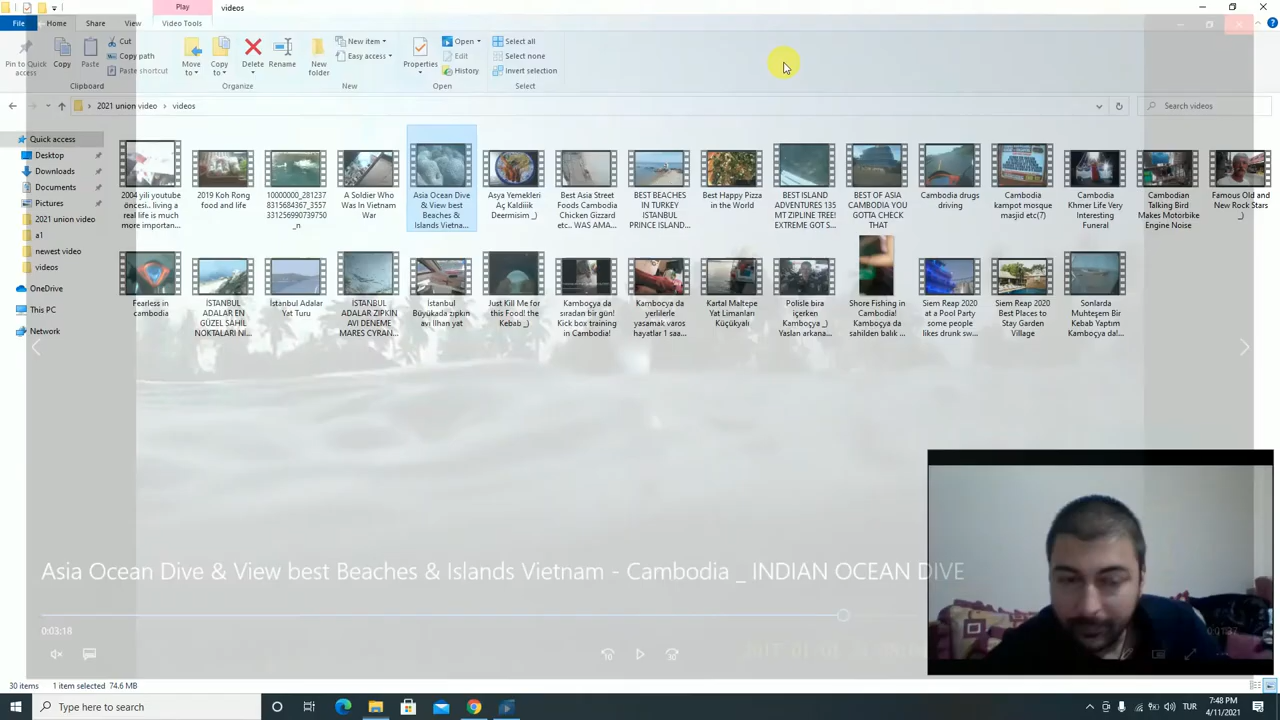 Play
videos
File
Home
Share
View
Video Tools
Pin to Quick
access
Copy
Paste
Cut
Copy path
Paste shortcut
Move
to
Copy
to
Delete
Rename
New
folder
New item
Easy access
Properties
Open
Edit
History
Select all
Select none
Invert selection
Clipboard
Organize
New
Open
Select
2021 union video
videos
Search videos
Quick access
Desktop
Downloads
Documents
Pictures
2021 union video
a1
newest video
videos
OneDrive
This PC
Network
2004 yili youtube
öncesi.. living a
real life is much
more importan...
2019 Koh Rong
food and life
10000000_281237
8315684367_3557
331256990739750
_n
A Soldier Who
Was In Vietnam
War
Asia Ocean Dive
& View best
Beaches &
Islands Vietna...
Asya Yemekleri
Aç Kaldiiik
Deermisim _)
Best Asia Street
Foods Cambodia
Chicken Gizzard
etc.. WAS AMA...
BEST BEACHES
IN TURKEY
ISTANBUL
PRINCE ISLAND...
Best Happy Pizza
in the World
BEST ISLAND
ADVENTURES 135
MT ZIPLINE TREE!
EXTREME GOT S...
BEST OF ASIA
CAMBODIA YOU
GOTTA CHECK
THAT
Cambodia drugs
driving
Cambodia
kampot mosque
masjid etc(7)
Cambodia
Khmer Life Very
Interesting
Funeral
Cambodian
Talking Bird
Makes Motorbike
Engine Noise
Famous Old and
New Rock Stars
_)
Fearless in
cambodia
İSTANBUL
ADALAR EN
GÜZEL SAHİL
NOKTALARI NI...
İstanbul Adalar
Yat Turu
İSTANBUL
ADALAR ZIPKIN
AVI DENEME
MARES CYRAN...
İstanbul
Büyükada zıpkın
avı İlhan yat
Just Kill Me for
this Food! the
Kebab _)
Kamboçya da
sıradan bir gün!
Kick box training
in Cambodia!
Kamboçya da
yerlilerle
yasamak varos
hayatlar 1 saa...
Kartal Maltepe
Yat Limanları
Küçükyalı
Polisle bira
içerken
Kamboçya _)
Yaslan arkana...
Shore Fishing in
Cambodia!
Kamboçya da
sahilden balık ...
Siem Reap 2020
at a Pool Party
some people
likes drunk sw...
Siem Reap 2020
Best Places to
Stay Garden
Village
Sonlarda
Muhteşem Bir
Kebab Yaptım
Kamboçya da!...
Asia Ocean Dive & View best Beaches & Islands Vietnam - Cambodia _ INDIAN OCEAN DIVE
0:03:18
10
30
30 items
1 item selected 74.6 MB
Type here to search
TUR
7:48 PM
4/11/2021